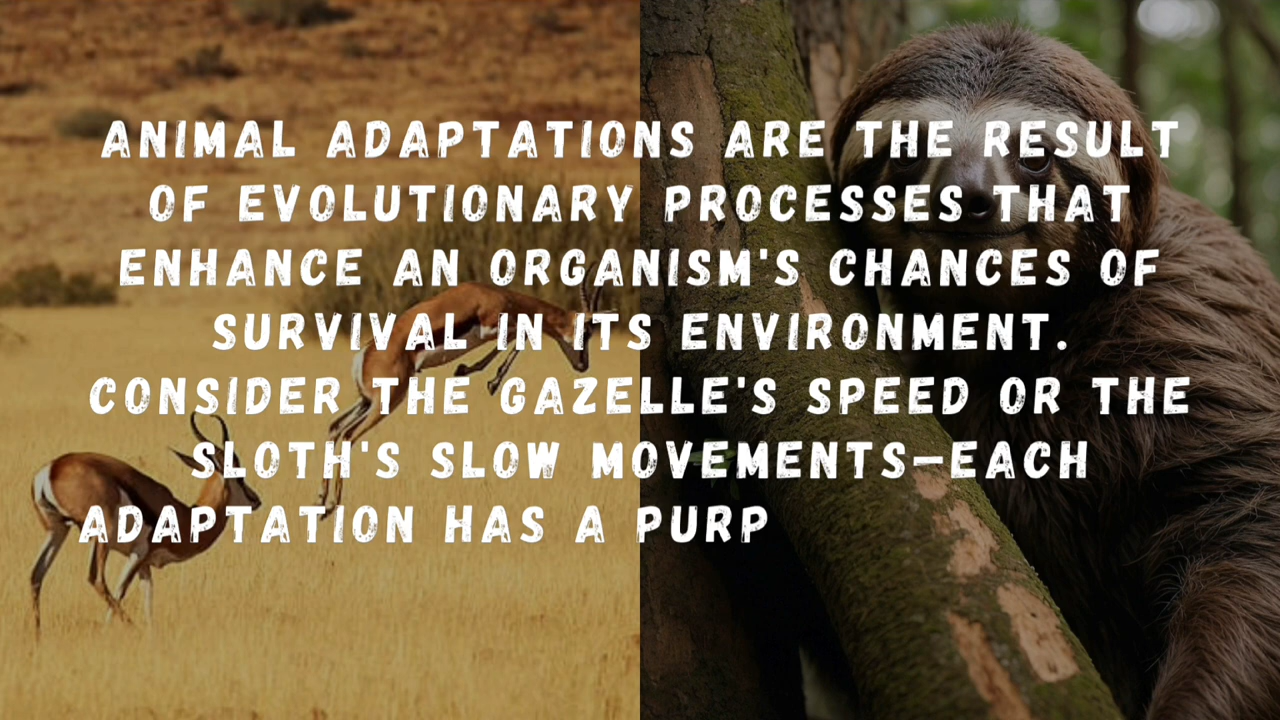 ANIMAL ADAPTATIONS ARE THE RESULT
OF EVOLUTIONARY PROCESSES THAT
ENHANCE AN ORGANISM'S CHANCES OF
SURVIVAL IN ITS ENVIRONMENT.
CONSIDER THE GAZELLE'S SPEED OR THE
SLOTH'S SLOW MOVEMENTS—EACH
ADAPTATION HAS A PURP